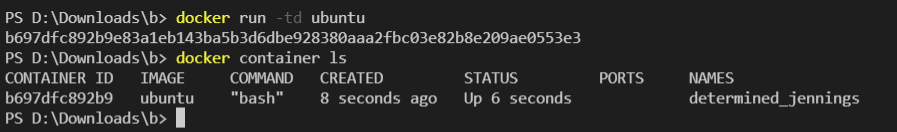 PS D:\Downloads\b> docker run -td ubuntu
b697dfc892b9e83a1eb143ba5b3d6dbe928380aaa2fbc03e82b8e209ae0553e3
PS D:\Downloads\b> docker container ls
CONTAINER ID   IMAGE     COMMAND   CREATED         STATUS         PORTS     NAMES
b697dfc892b9   ubuntu    "bash"    8 seconds ago   Up 6 seconds             determined_jennings
PS D:\Downloads\b>